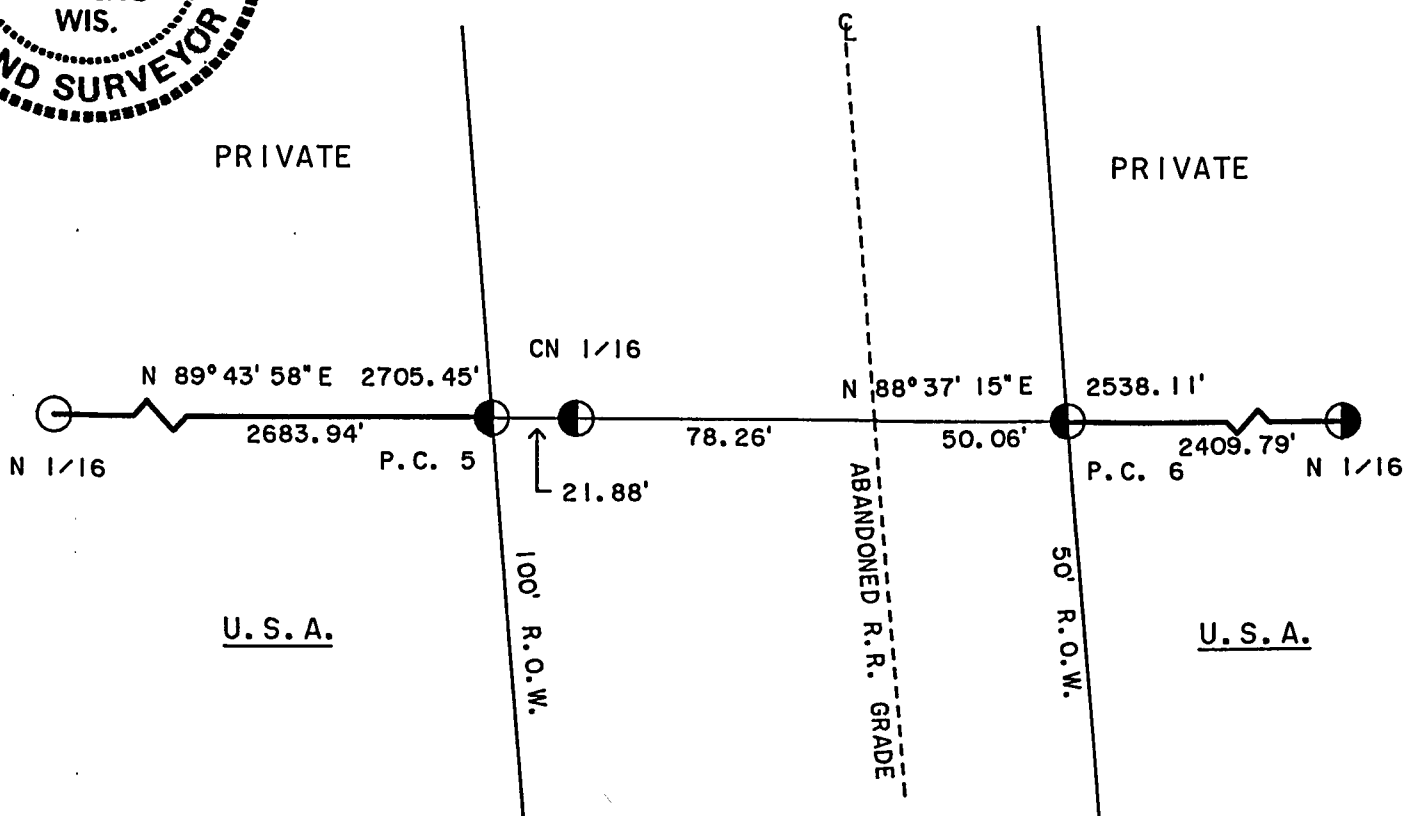 WIS.
ND SURVEYOR
℄
PRIVATE
PRIVATE
CN 1/16
N 89°43'58"E 2705.45'
N 88°37'15"E 2538.11'
2683.94'
78.26'
50.06'
2409.79'
N 1/16
P.C. 5
21.88'
P.C. 6
N 1/16
ABANDONED R.R. GRADE
100' R.O.W.
50' R.O.W.
U.S.A.
U.S.A.